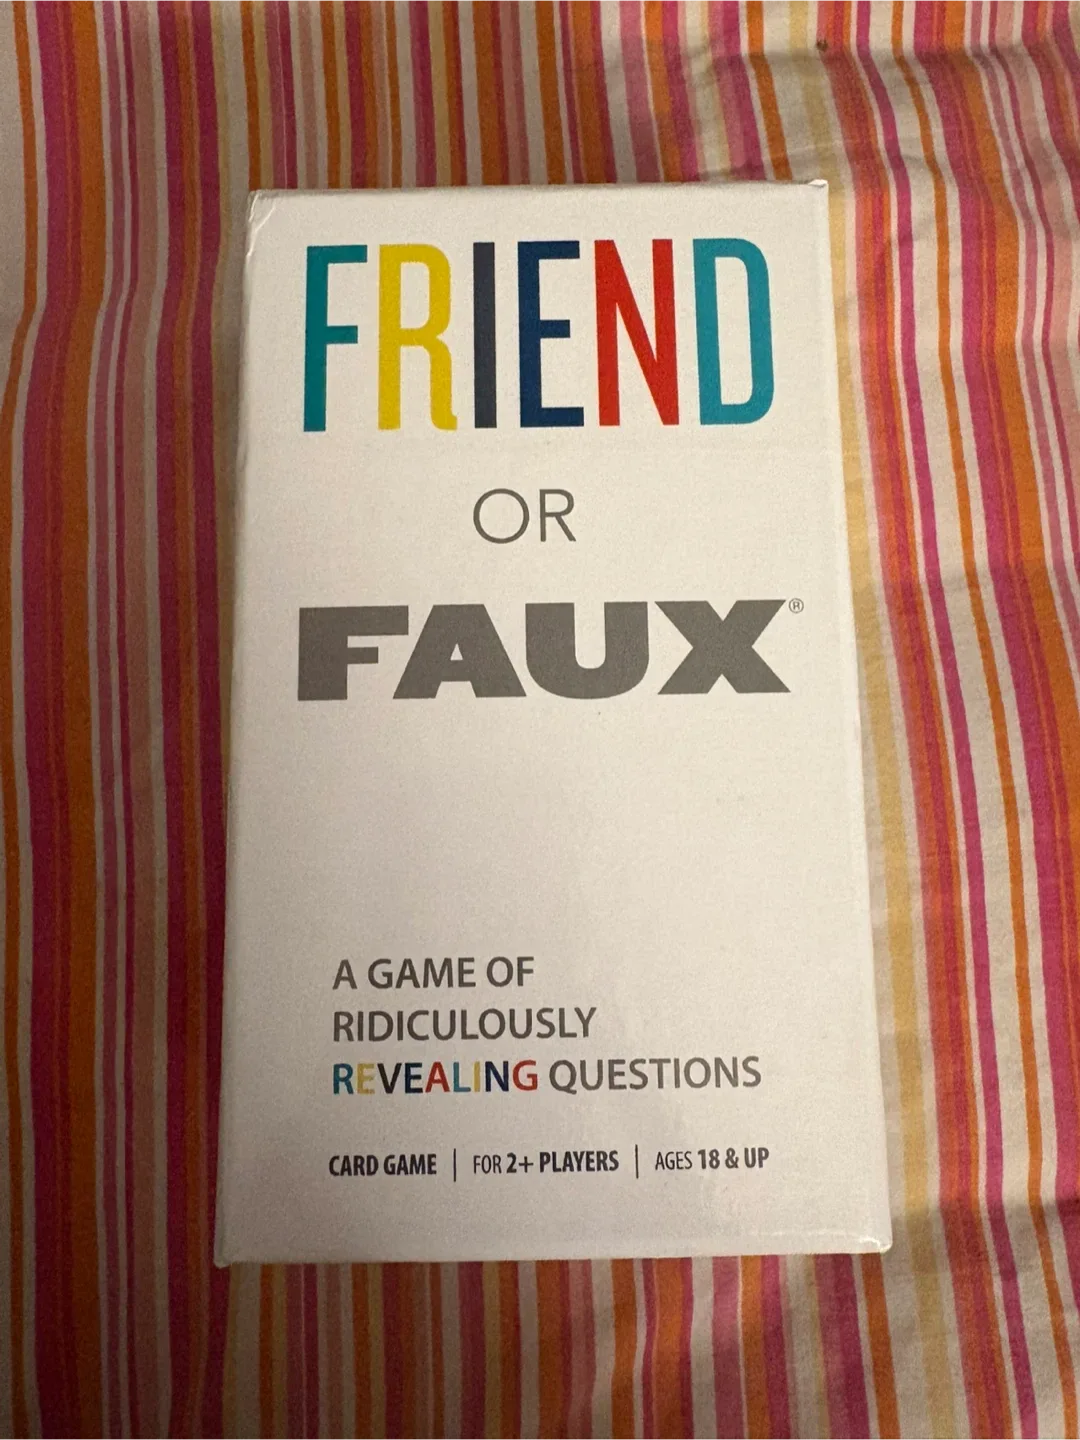 FRIEND
OR
FAUX®
A GAME OF
RIDICULOUSLY
REVEALING QUESTIONS
CARD GAME | FOR 2+ PLAYERS | AGES 18 & UP